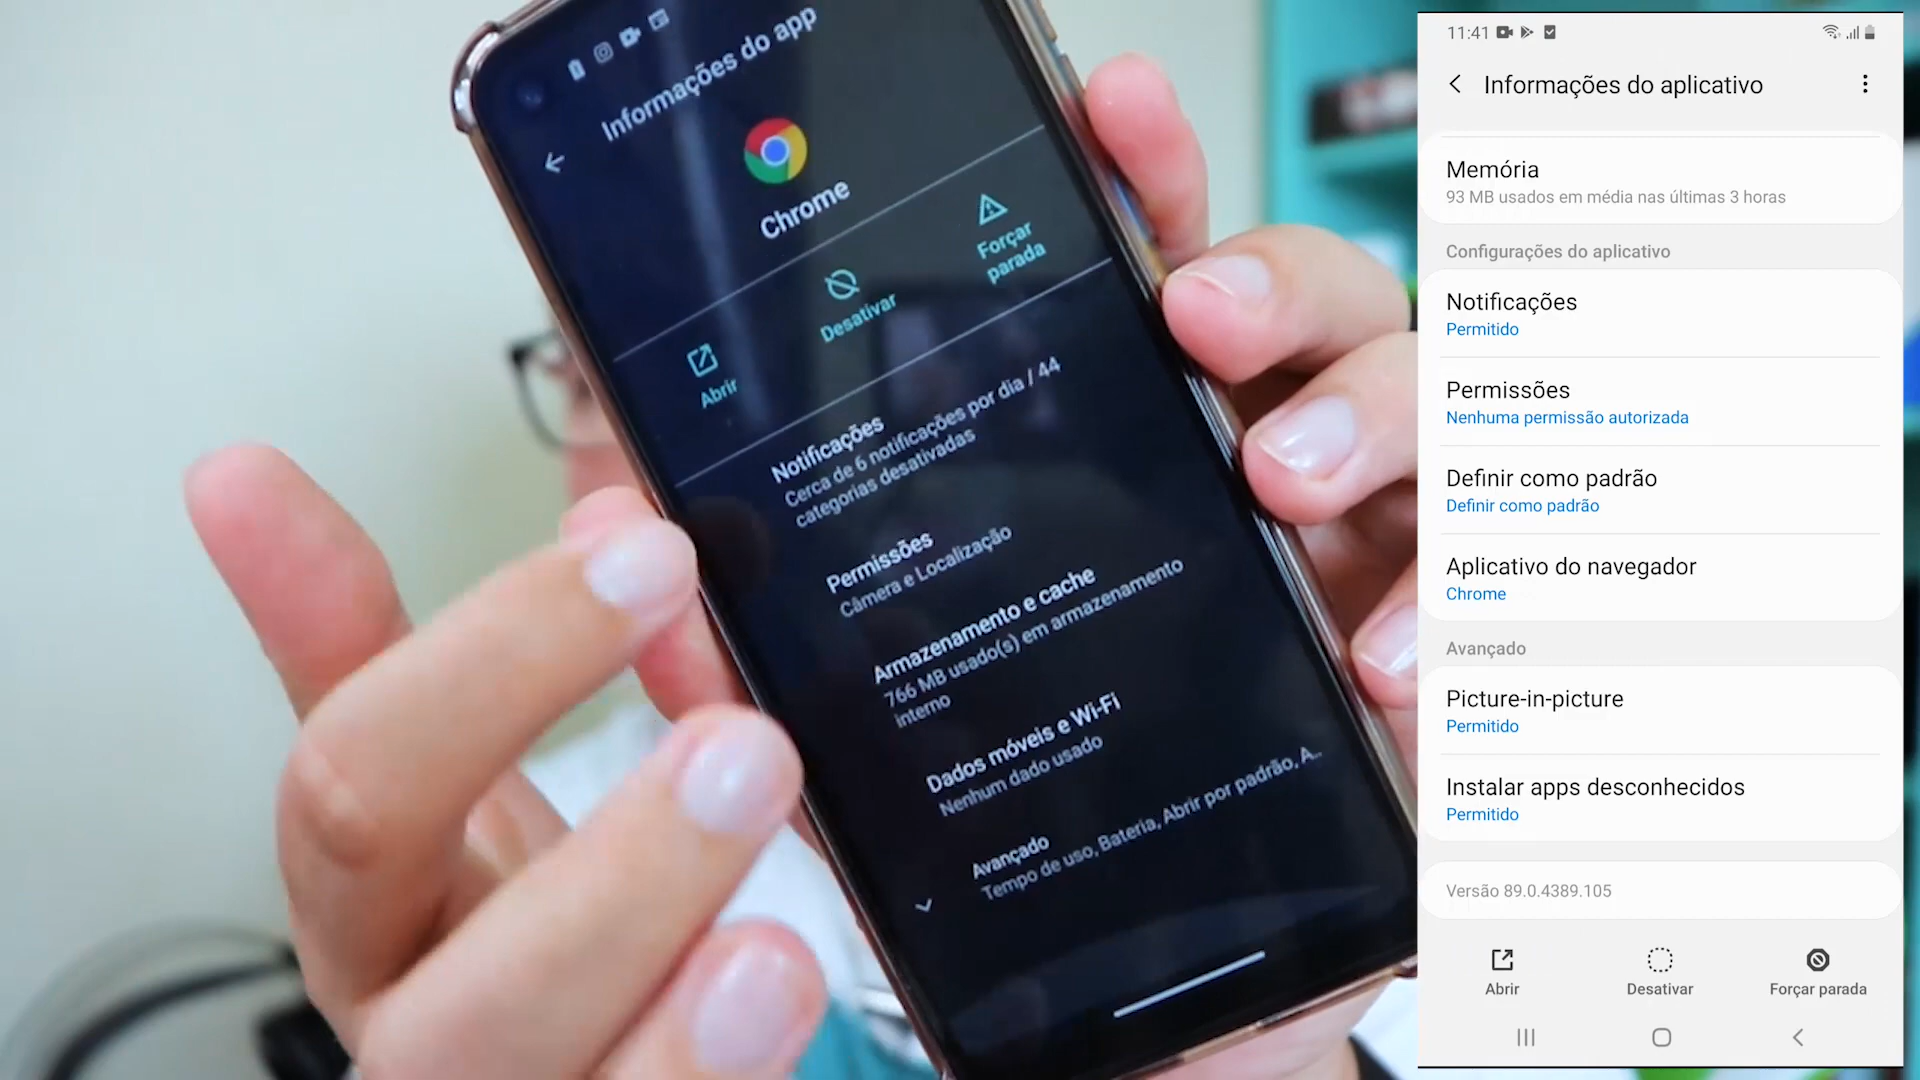 Informações do app
Chrome
Abrir
Desativar
Forçar
parada
Notificações
Cerca de 6 notificações por dia / 44
categorias desativadas
Permissões
Câmera e Localização
Armazenamento e cache
766 MB usado(s) em armazenamento
interno
Dados móveis e Wi-Fi
Nenhum dado usado
Avançado
Tempo de uso, Bateria, Abrir por padrão, A..
11:41
Informações do aplicativo
Memória
93 MB usados em média nas últimas 3 horas
Configurações do aplicativo
Notificações
Permitido
Permissões
Nenhuma permissão autorizada
Definir como padrão
Definir como padrão
Aplicativo do navegador
Chrome
Avançado
Picture-in-picture
Permitido
Instalar apps desconhecidos
Permitido
Versão 89.0.4389.105
Abrir
Desativar
Forçar parada